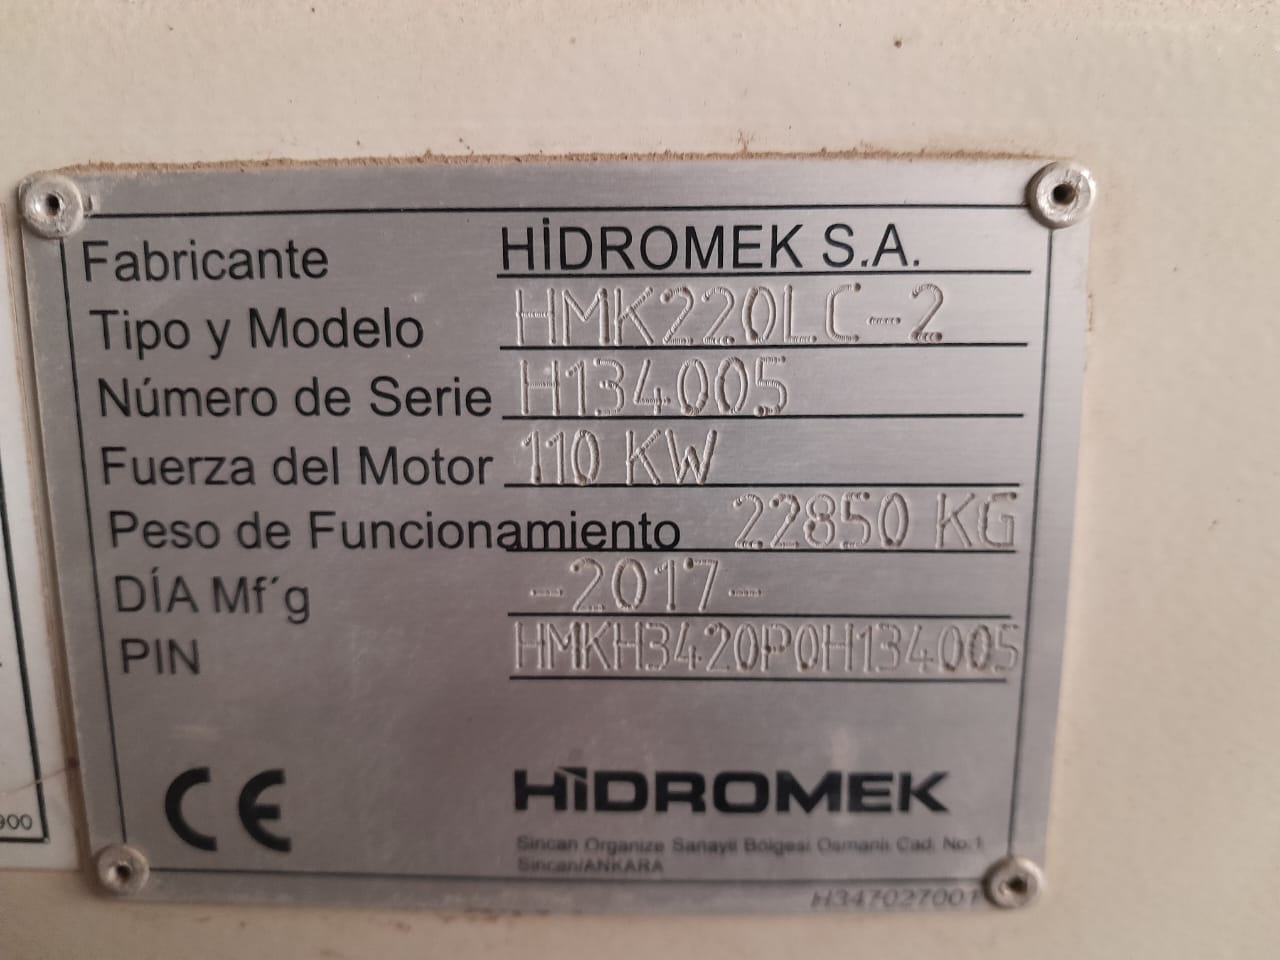 Fabricante HİDROMEK S.A.
Tipo y Modelo HMK220LC-2
Número de Serie H134005
Fuerza del Motor 110 KW
Peso de Funcionamiento 22850 KG
DÍA Mf´g -2017-
PIN HMKH3420P0H134005
CE HİDROMEK
Sincan Organize Sanayii Bölgesi Osmanlı Cad. No:1
Sincan/ANKARA
H347027001
900